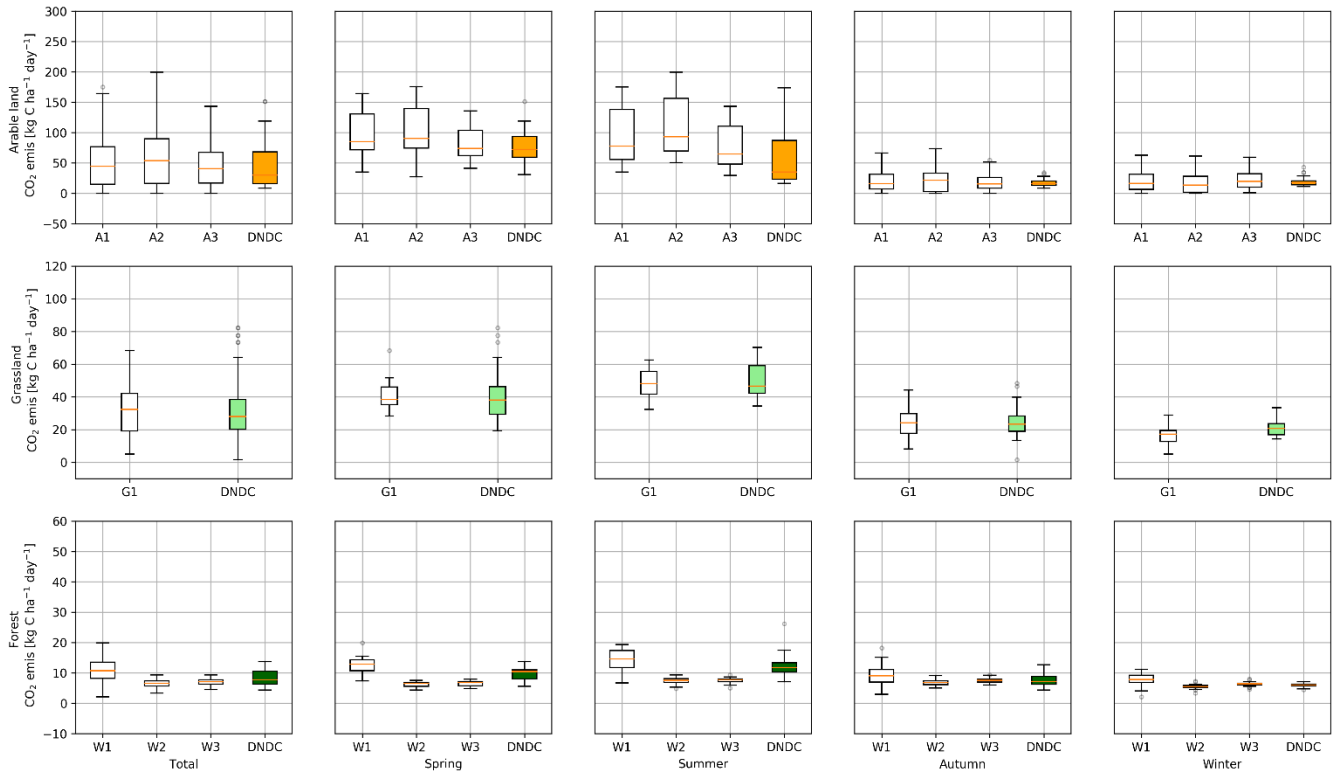 Arable land
CO₂ emis [kg C ha⁻¹ day⁻¹]
300
250
200
150
100
50
0
−50
A1 A2 A3 DNDC
A1 A2 A3 DNDC
A1 A2 A3 DNDC
A1 A2 A3 DNDC
A1 A2 A3 DNDC
Grassland
CO₂ emis [kg C ha⁻¹ day⁻¹]
120
100
80
60
40
20
0
G1 DNDC
G1 DNDC
G1 DNDC
G1 DNDC
G1 DNDC
Forest
CO₂ emis [kg C ha⁻¹ day⁻¹]
60
50
40
30
20
10
0
−10
W1 W2 W3 DNDC
Total
W1 W2 W3 DNDC
Spring
W1 W2 W3 DNDC
Summer
W1 W2 W3 DNDC
Autumn
W1 W2 W3 DNDC
Winter